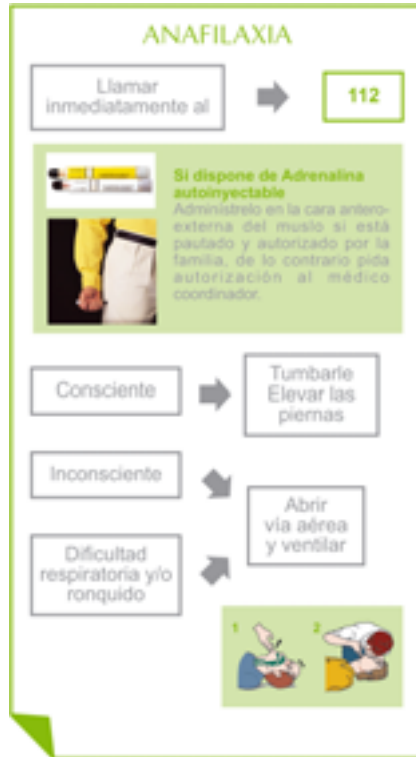 ANAFILAXIA
Llamar
inmediatamente al
112
Si dispone de Adrenalina
autoinyectable
Adminístrelo en la cara antero-
externa del muslo si está
pautado y autorizado por la
familia, de lo contrario pida
autorización al médico
coordinador.
Consciente
Tumbarle
Elevar las
piernas
Inconsciente
Abrir
vía aérea
y ventilar
Dificultad
respiratoria y/o
ronquido
1
2